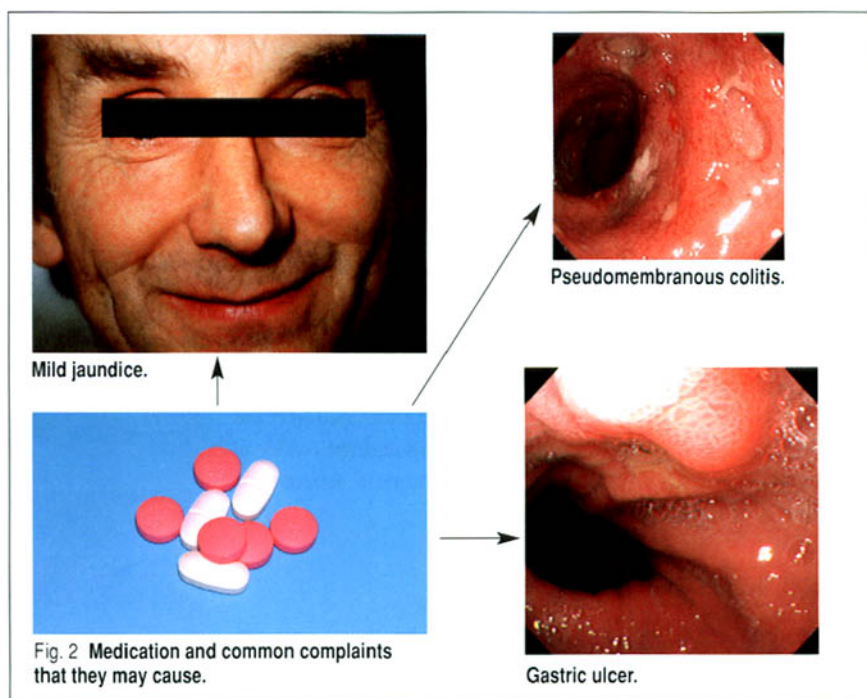 Mild jaundice.
Pseudomembranous colitis.
Fig. 2 Medication and common complaints
that they may cause.
Gastric ulcer.